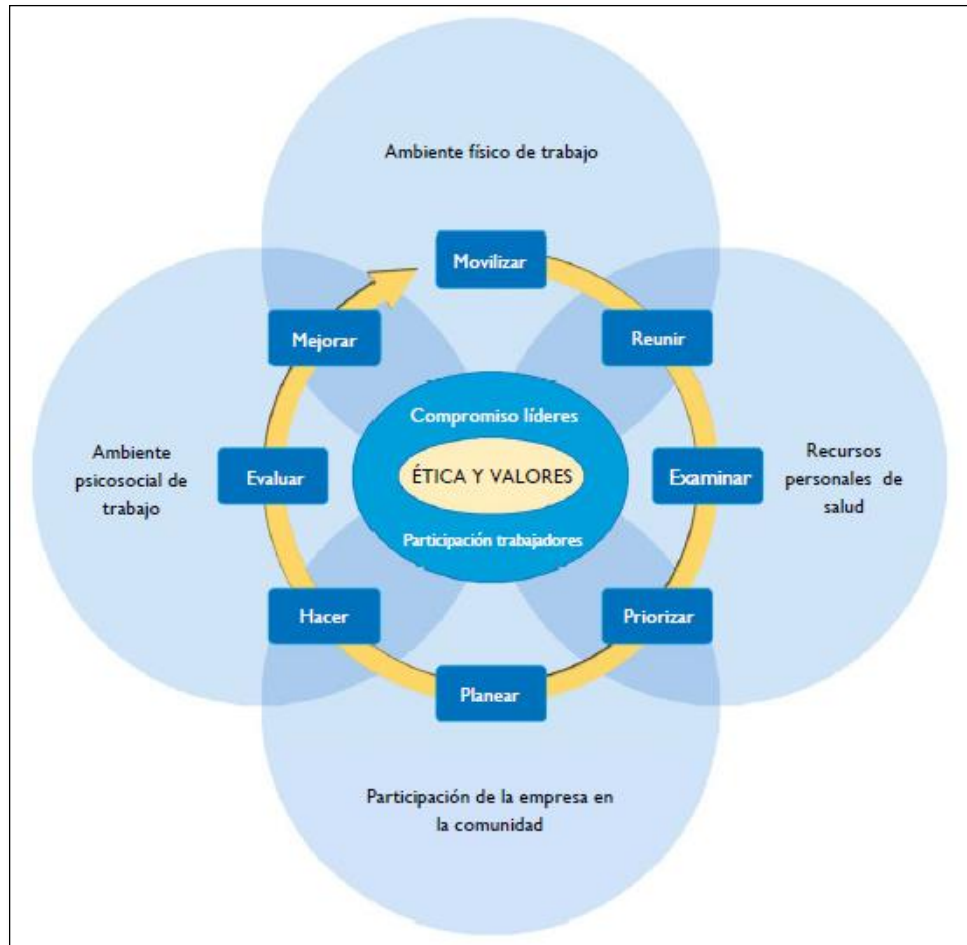 Ambiente físico de trabajo
Movilizar
Mejorar
Reunir
Compromiso líderes
Ambiente
psicosocial de
trabajo
Evaluar
ÉTICA Y VALORES
Examinar
Recursos
personales de
salud
Participación trabajadores
Hacer
Priorizar
Planear
Participación de la empresa en
la comunidad